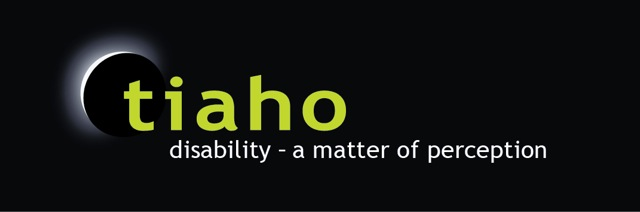 tiaho
disability – a matter of perception